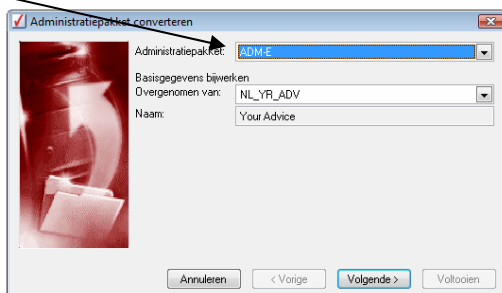 Administratiepakket converteren
Administratiepakket: ADM-E
Basisgegevens bijwerken
Overgenomen van: NL_YR_ADV
Naam: Your Advice
Annuleren < Vorige Volgende > Voltooien